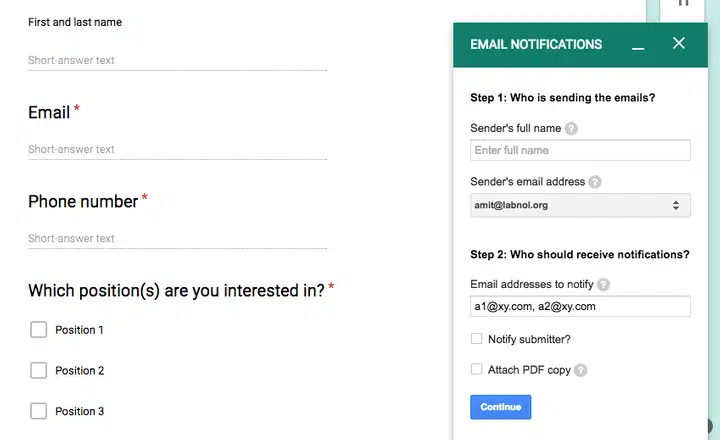 First and last name
Short-answer text
Email *
Short-answer text
Phone number *
Short-answer text
Which position(s) are you interested in? *
Position 1
Position 2
Position 3
EMAIL NOTIFICATIONS
Step 1: Who is sending the emails?
Sender's full name ?
Enter full name
Sender's email address ?
amit@labnol.org
Step 2: Who should receive notifications?
Email addresses to notify ?
a1@xy.com, a2@xy.com
Notify submitter?
Attach PDF copy ?
Continue